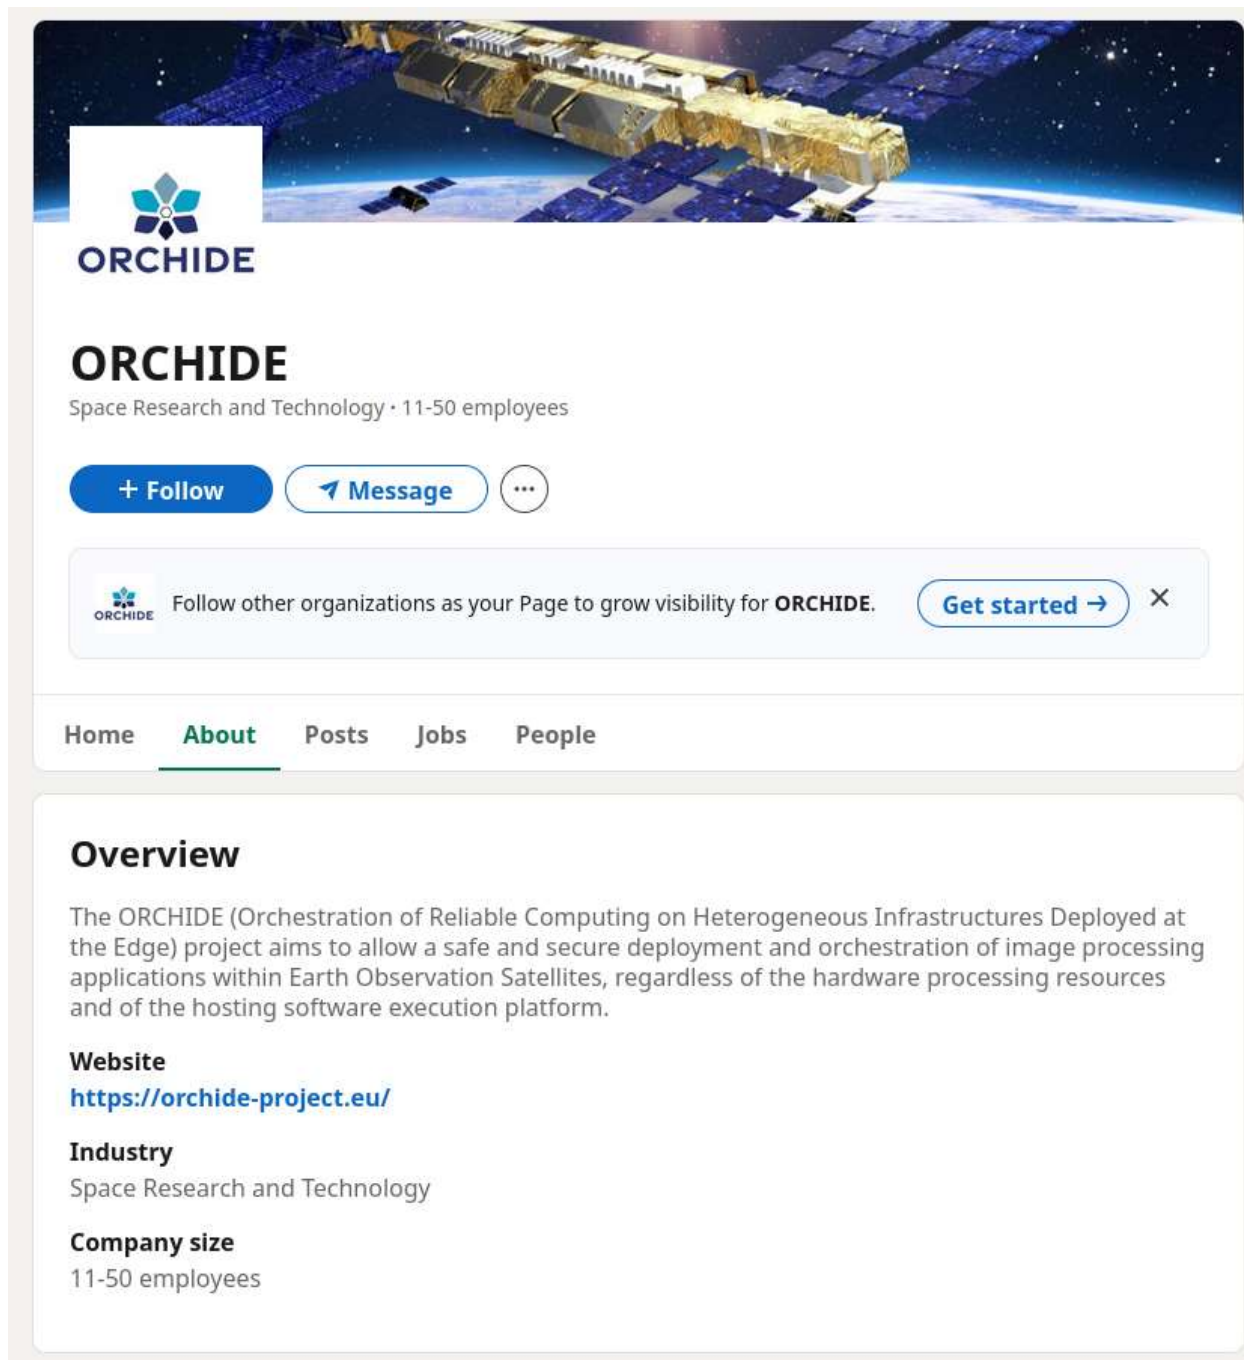 ORCHIDE
ORCHIDE
Space Research and Technology · 11-50 employees
+ Follow
Message
ORCHIDE
Follow other organizations as your Page to grow visibility for ORCHIDE.
Get started →
Home
About
Posts
Jobs
People
Overview
The ORCHIDE (Orchestration of Reliable Computing on Heterogeneous Infrastructures Deployed at
the Edge) project aims to allow a safe and secure deployment and orchestration of image processing
applications within Earth Observation Satellites, regardless of the hardware processing resources
and of the hosting software execution platform.
Website
https://orchide-project.eu/
Industry
Space Research and Technology
Company size
11-50 employees